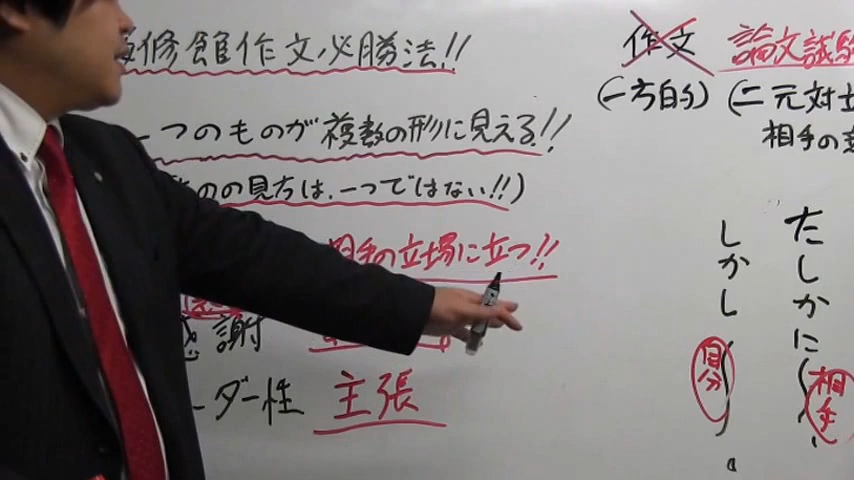 修館作文必勝法!!
一つのものが複数の形に見える!!
のの見方は、一つではない!!)
相手の立場に立つ!!
感謝
ーダー性 主張
作文 論文試験
(一方的) (二元対立
相手の意
たしかに 相手、
しかし 自分。